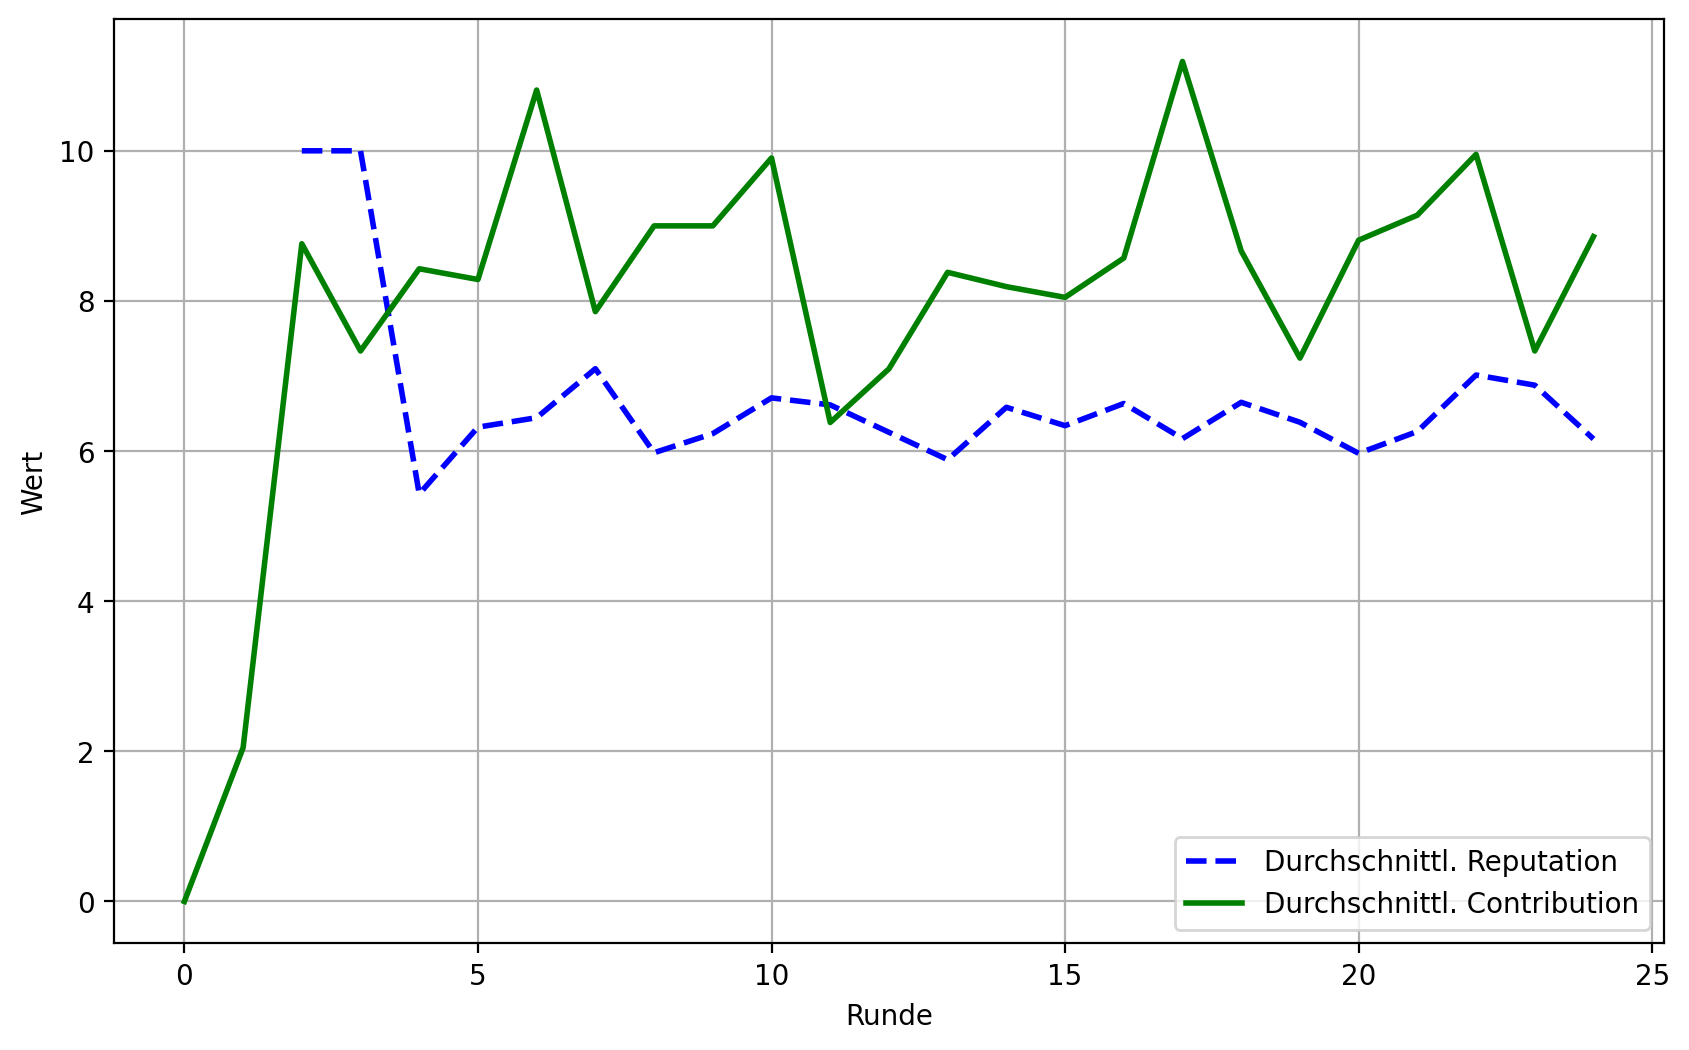 10
8
6
4
2
0
Wert
0 5 10 15 20 25
Runde
Durchschnittl. Reputation
Durchschnittl. Contribution